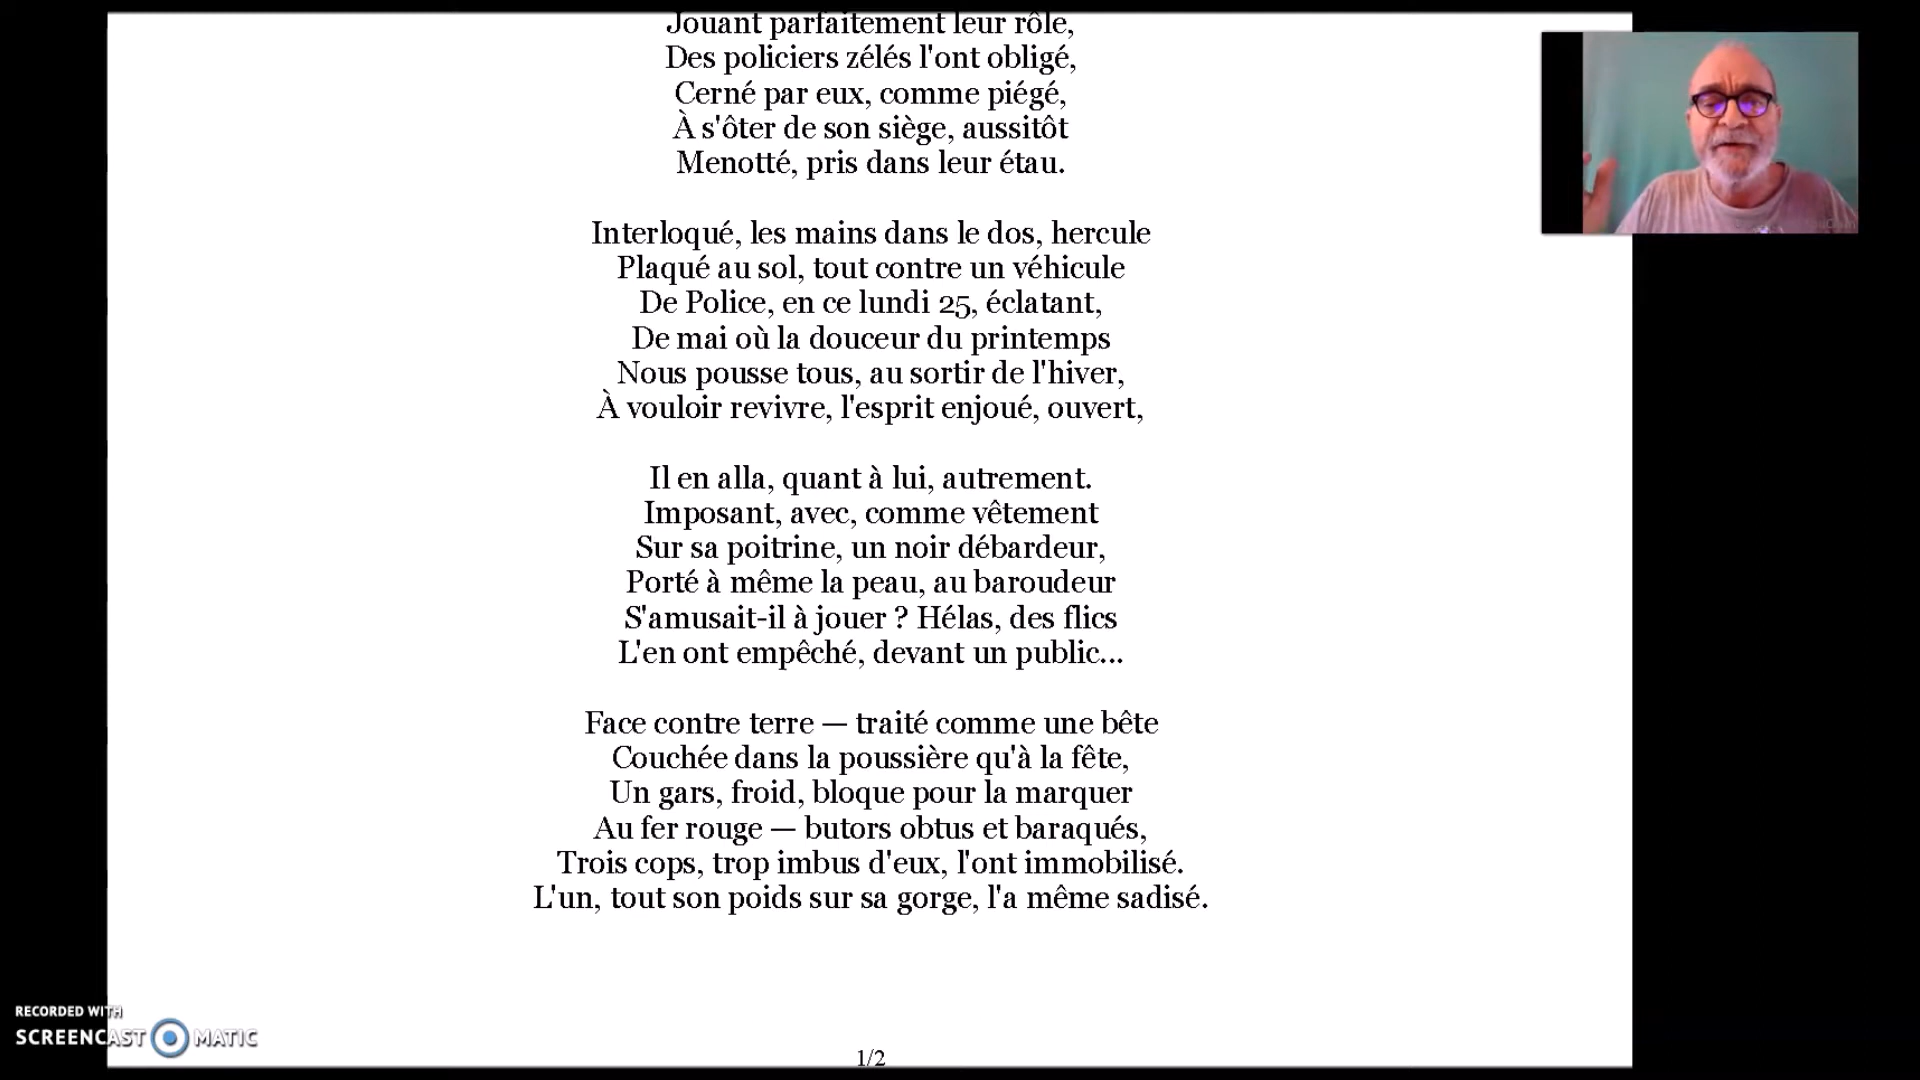 Jouant parfaitement leur rôle,
Des policiers zélés l'ont obligé,
Cerné par eux, comme piégé,
À s'ôter de son siège, aussitôt
Menotté, pris dans leur étau.
Interloqué, les mains dans le dos, hercule
Plaqué au sol, tout contre un véhicule
De Police, en ce lundi 25, éclatant,
De mai où la douceur du printemps
Nous pousse tous, au sortir de l'hiver,
À vouloir revivre, l'esprit enjoué, ouvert,
Il en alla, quant à lui, autrement.
Imposant, avec, comme vêtement
Sur sa poitrine, un noir débardeur,
Porté à même la peau, au baroudeur
S'amusait-il à jouer ? Hélas, des flics
L'en ont empêché, devant un public...
Face contre terre — traité comme une bête
Couchée dans la poussière qu'à la fête,
Un gars, froid, bloque pour la marquer
Au fer rouge — butors obtus et baraqués,
Trois cops, trop imbus d'eux, l'ont immobilisé.
L'un, tout son poids sur sa gorge, l'a même sadisé.
1/2
RECORDED WITH
SCREENCAST MATIC